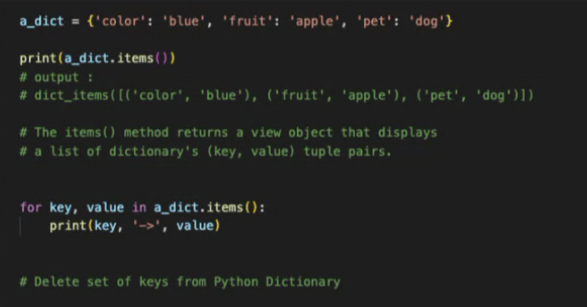 a_dict = {'color': 'blue', 'fruit': 'apple', 'pet': 'dog'}
print(a_dict.items())
# output :
# dict_items([('color', 'blue'), ('fruit', 'apple'), ('pet', 'dog')])
# The items() method returns a view object that displays
# a list of dictionary's (key, value) tuple pairs.
for key, value in a_dict.items():
    print(key, '->', value)
# Delete set of keys from Python Dictionary